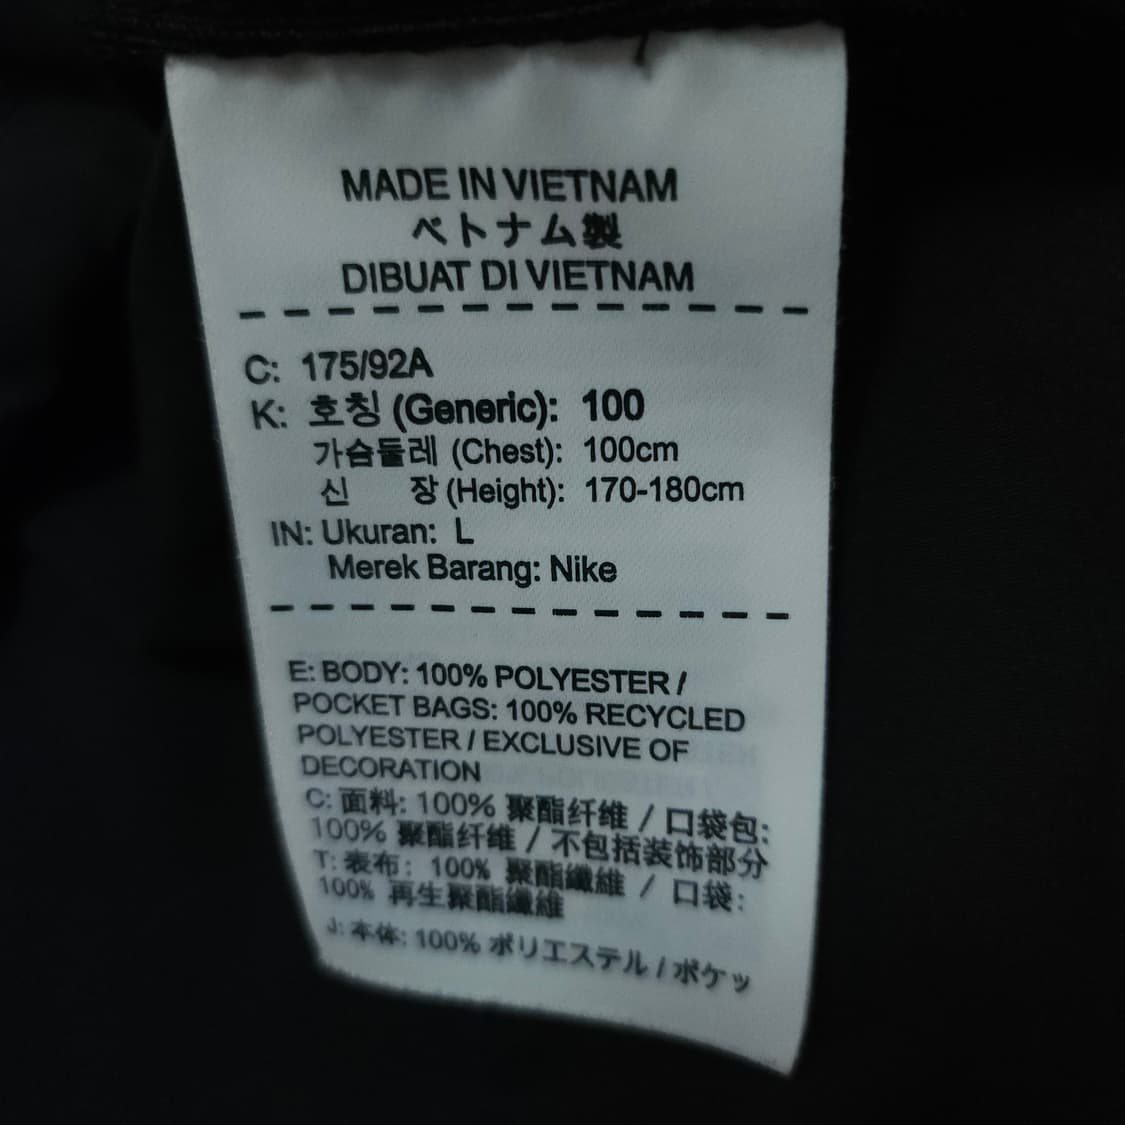 MADE IN VIETNAM
ベトナム製
DIBUAT DI VIETNAM
C: 175/92A
K: 호칭 (Generic): 100
가슴둘레 (Chest): 100cm
신 장 (Height): 170-180cm
IN: Ukuran: L
Merek Barang: Nike
E: BODY: 100% POLYESTER /
POCKET BAGS: 100% RECYCLED
POLYESTER / EXCLUSIVE OF
DECORATION
C: 面料: 100% 聚酯纤维 / 口袋包:
100% 聚酯纤维 / 不包括装饰部分
T: 表布: 100% 聚酯纖維 / 口袋:
100% 再生聚酯纖維
J: 本体: 100% ポリエステル / ポケッ